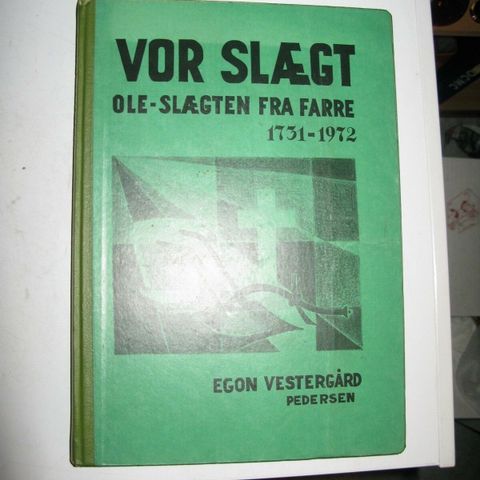 VOR SLÆGT
OLE-SLÆGTEN FRA FARRE
1731-1972
EGON VESTERGÅRD
PEDERSEN